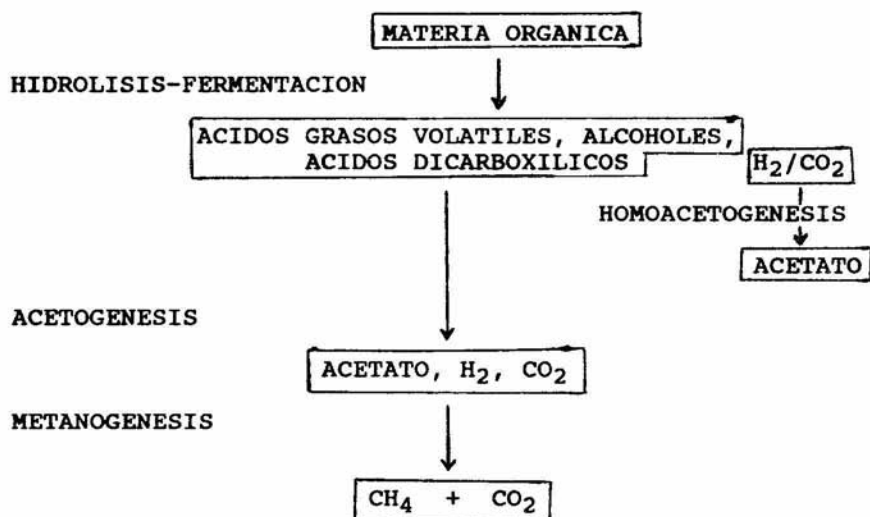 MATERIA ORGANICA
HIDROLISIS-FERMENTACION
ACIDOS GRASOS VOLATILES, ALCOHOLES,
ACIDOS DICARBOXILICOS
H₂/CO₂
HOMOACETOGENESIS
ACETATO
ACETOGENESIS
ACETATO, H₂, CO₂
METANOGENESIS
CH₄ + CO₂